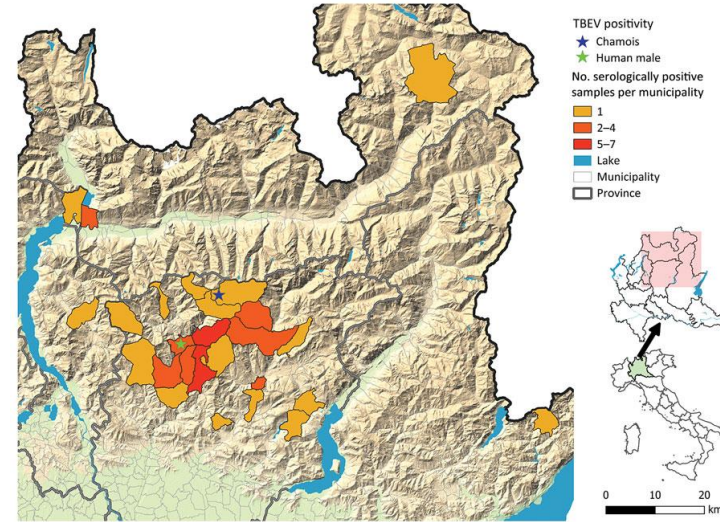 TBEV positivity
Chamois
Human male
No. serologically positive
samples per municipality
1
2–4
5–7
Lake
Municipality
Province
0 10 20
km